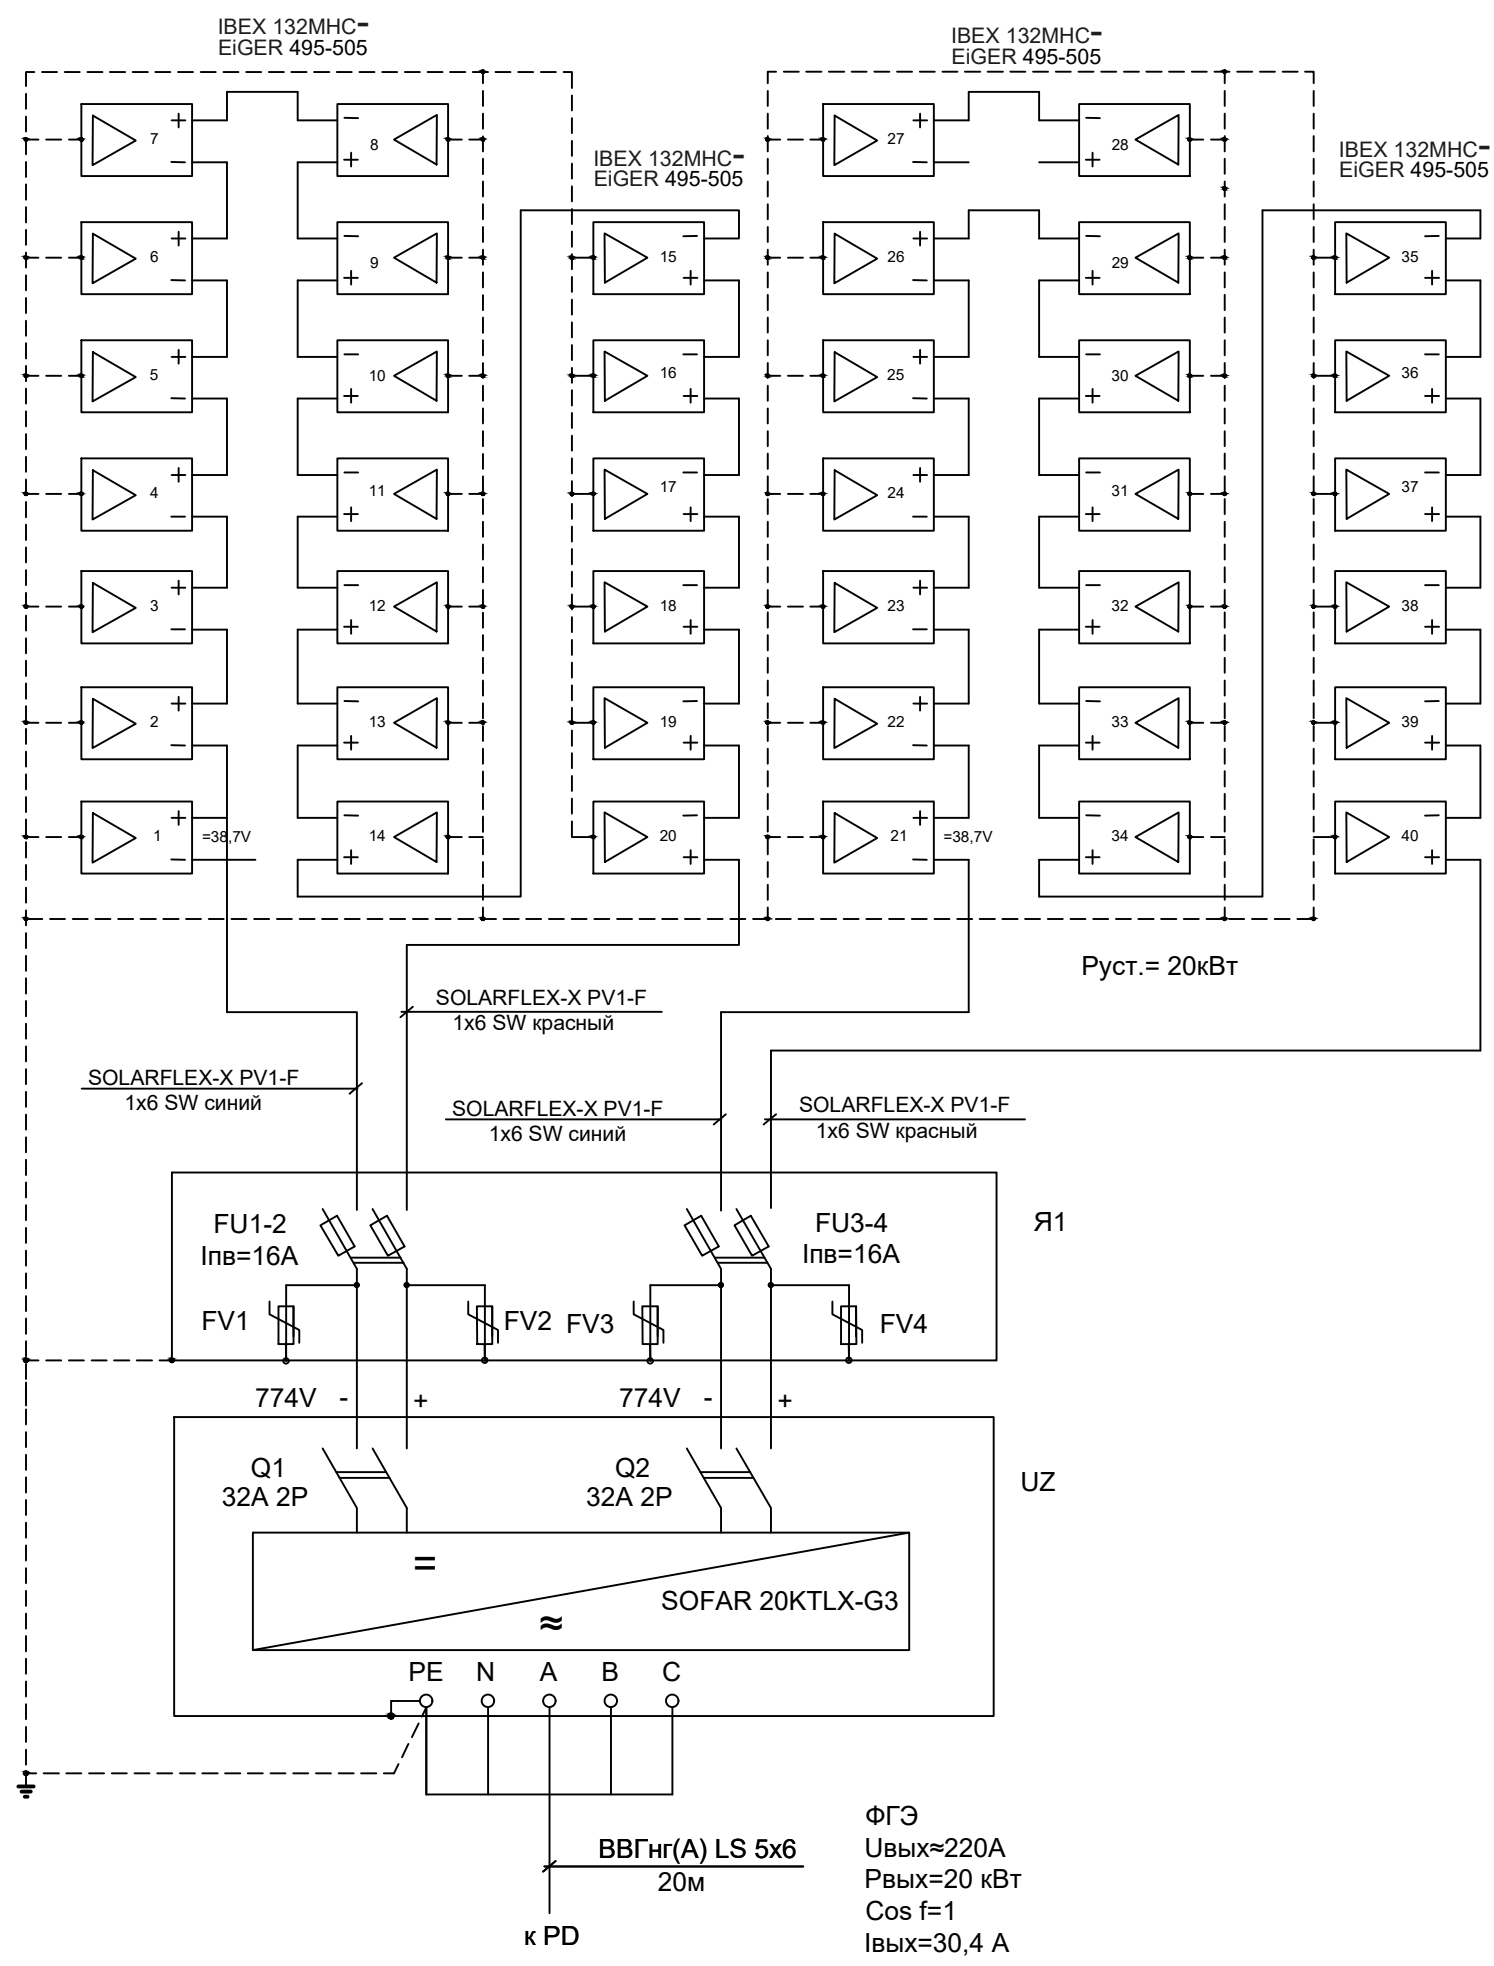 IBEX 132MHC-
EiGER 495-505
IBEX 132MHC-
EiGER 495-505
IBEX 132MHC-
EiGER 495-505
IBEX 132MHC-
EiGER 495-505
7 + −
8 − +
27 + −
28 − +
6 + −
9 − +
15 − +
26 + −
29 − +
35 − +
5 + −
10 − +
16 − +
25 + −
30 − +
36 − +
4 + −
11 − +
17 − +
24 + −
31 − +
37 − +
3 + −
12 − +
18 − +
23 + −
32 − +
38 − +
2 + −
13 − +
19 − +
22 + −
33 − +
39 − +
1 + − =38,7V
14 − +
20 − +
21 + − =38,7V
34 − +
40 − +
Руст.= 20кВт
SOLARFLEX-X PV1-F
1x6 SW красный
SOLARFLEX-X PV1-F
1x6 SW синий
SOLARFLEX-X PV1-F
1x6 SW синий
SOLARFLEX-X PV1-F
1x6 SW красный
FU1-2
Iпв=16А
FU3-4
Iпв=16А
Я1
FV1
FV2
FV3
FV4
774V - +
774V - +
Q1
32A 2P
Q2
32A 2P
UZ
=
≈
SOFAR 20KTLX-G3
PE N A B C
ВВГнг(А) LS 5x6
20м
к PD
ФГЭ
Uвых≈220А
Pвых=20 кВт
Cos f=1
Iвых=30,4 А